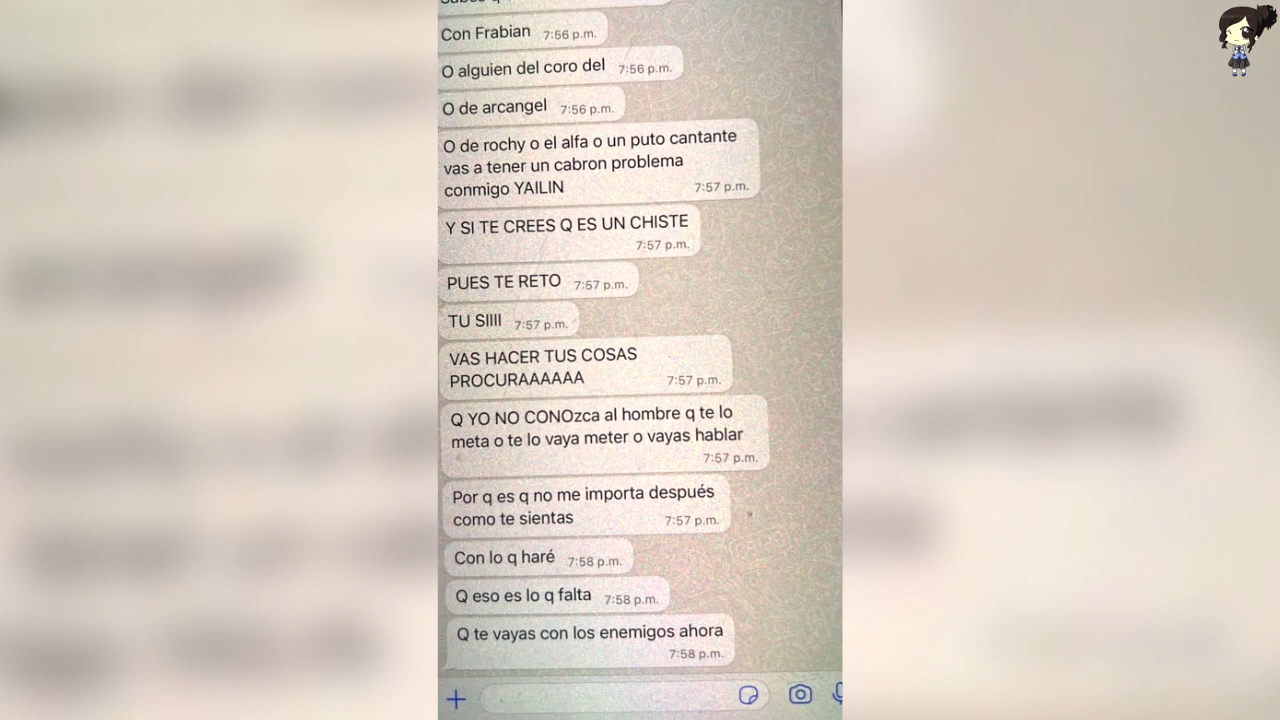 Con Frabian 7:56 p.m.
O alguien del coro del 7:56 p.m.
O de arcangel 7:56 p.m.
O de rochy o el alfa o un puto cantante
vas a tener un cabron problema
conmigo YAILIN 7:57 p.m.
Y SI TE CREES Q ES UN CHISTE
7:57 p.m.
PUES TE RETO 7:57 p.m.
TU SIIII 7:57 p.m.
VAS HACER TUS COSAS
PROCURAAAAAA 7:57 p.m.
Q YO NO CONOzca al hombre q te lo
meta o te lo vaya meter o vayas hablar
7:57 p.m.
Por q es q no me importa después
como te sientas 7:57 p.m.
Con lo q haré 7:58 p.m.
Q eso es lo q falta 7:58 p.m.
Q te vayas con los enemigos ahora
7:58 p.m.